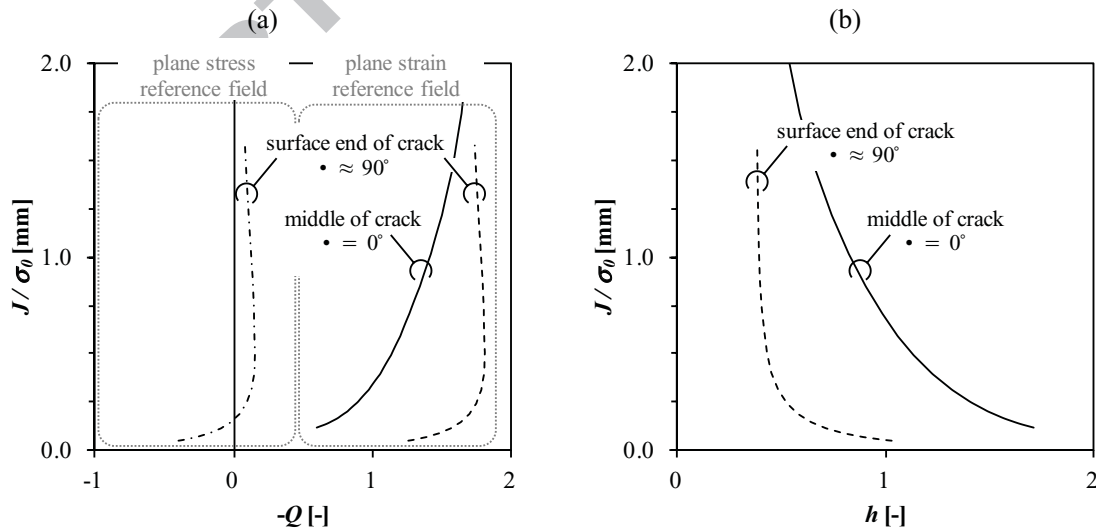 (a)
plane stress
reference field
plane strain
reference field
2.0
surface end of crack
• ≈ 90°
J / σ0 [mm]
middle of crack
• = 0°
1.0
0.0
-1
0
1
2
-Q [-]
(b)
2.0
surface end of crack
• ≈ 90°
J / σ0 [mm]
middle of crack
• = 0°
1.0
0.0
0
1
2
h [-]